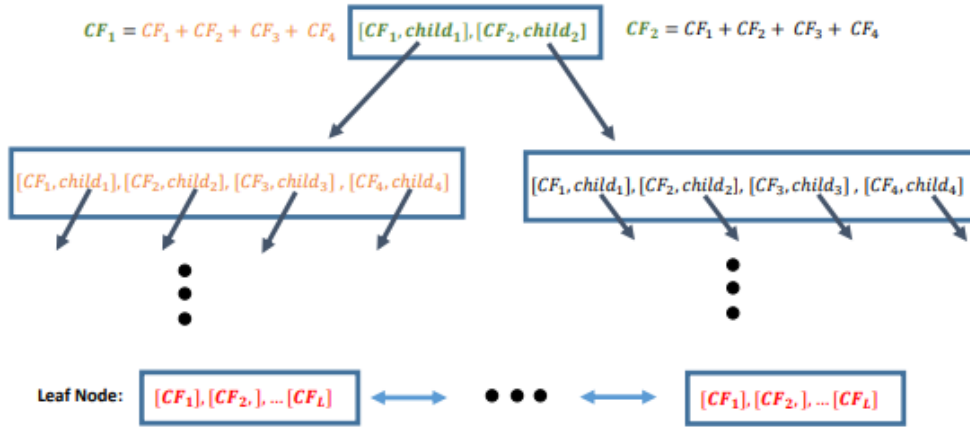 CF₁ = CF₁ + CF₂ + CF₃ + CF₄ [CF₁, child₁], [CF₂, child₂] CF₂ = CF₁ + CF₂ + CF₃ + CF₄
[CF₁, child₁], [CF₂, child₂], [CF₃, child₃] , [CF₄, child₄] [CF₁, child₁], [CF₂, child₂], [CF₃, child₃] , [CF₄, child₄]
Leaf Node: [CF₁], [CF₂,], ... [CF_L] [CF₁], [CF₂,], ... [CF_L]